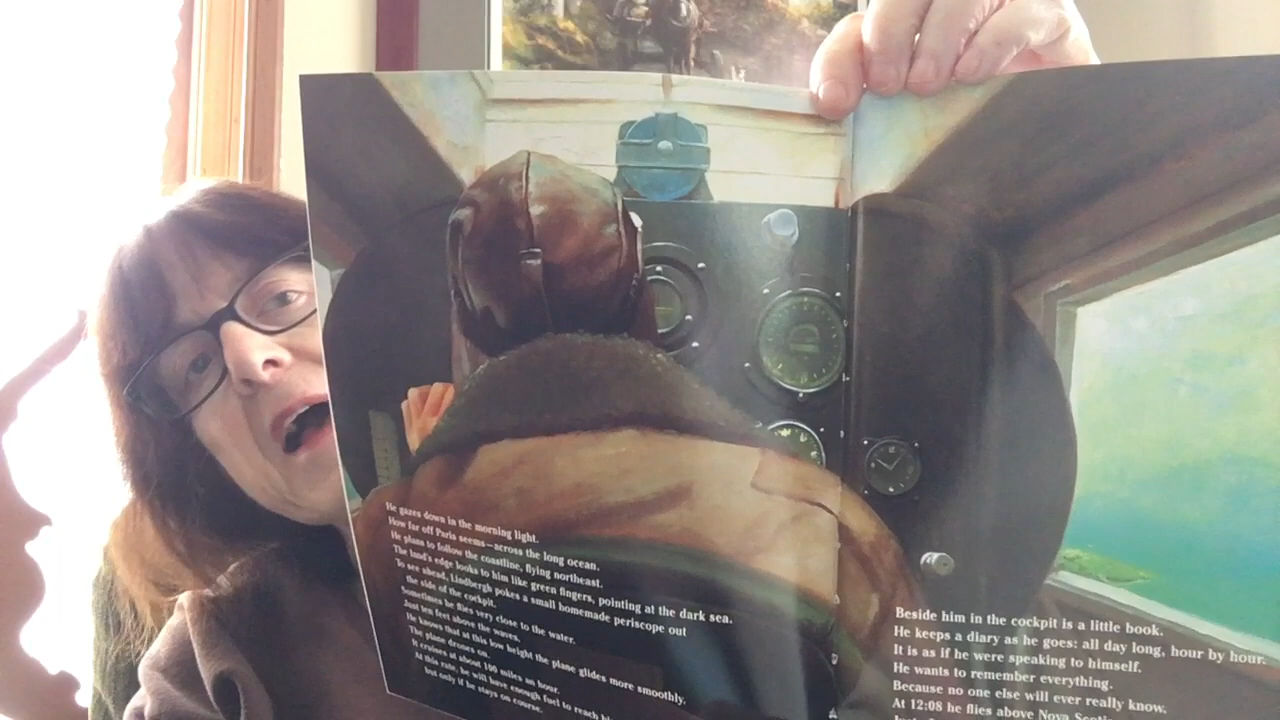 He gazes down in the morning light.
How far off Paris seems—across the long ocean.
He plans to follow the coastline, flying northeast.
The land's edge looks to him like green fingers, pointing at the dark sea.
To see ahead, Lindbergh pokes a small homemade periscope out
the side of the cockpit.
Sometimes he flies very close to the water.
Just ten feet above the waves.
He knows that at this low height the plane glides more smoothly.
The plane drones on.
It cruises at about 100 miles an hour.
At this rate, he will have enough fuel to reach
but only if he stays on course.
Beside him in the cockpit is a little book.
He keeps a diary as he goes: all day long, hour by hour.
It is as if he were speaking to himself.
He wants to remember everything.
Because no one else will ever really know.
At 12:08 he flies above Nova